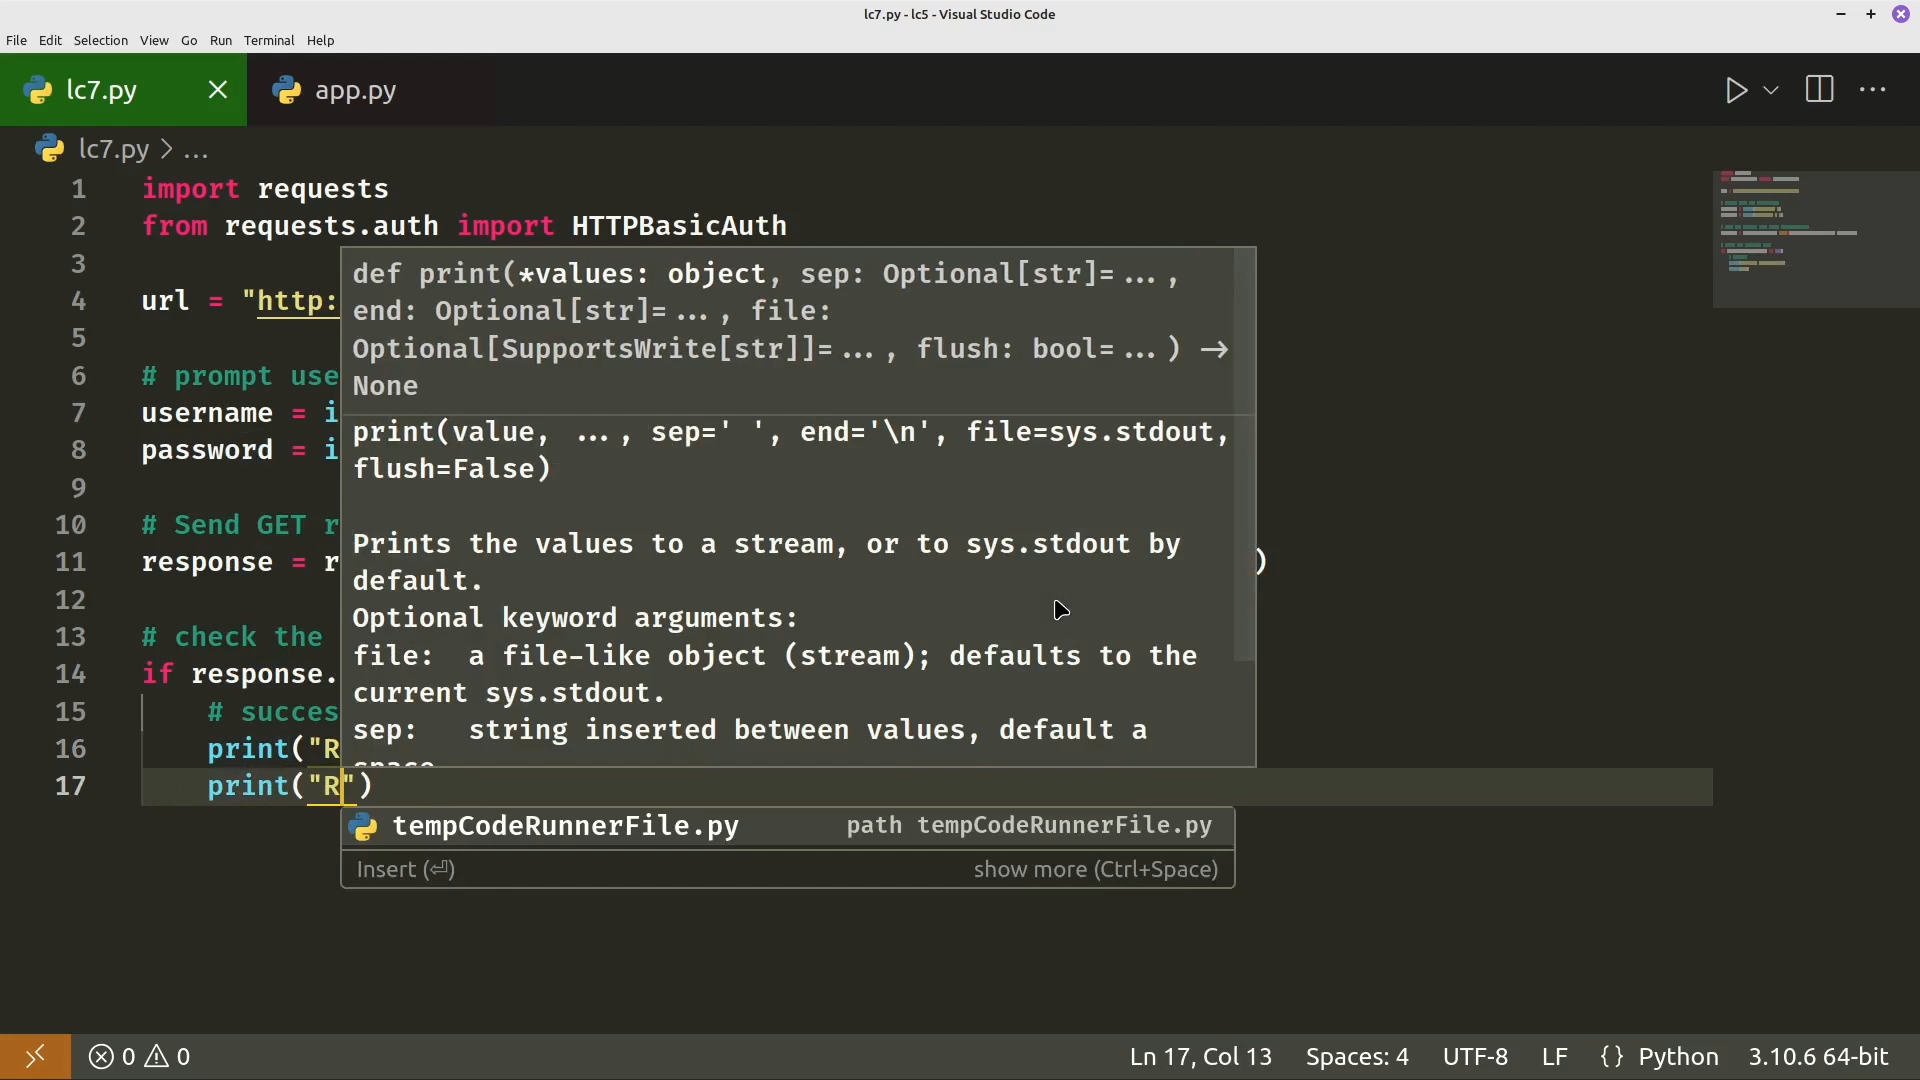 lc7.py - lc5 - Visual Studio Code
File Edit Selection View Go Run Terminal Help
lc7.py app.py
lc7.py > ...
1 import requests
2 from requests.auth import HTTPBasicAuth
3
4 url = "http:
5
6 # prompt use
7 username = i
8 password = i
9
10 # Send GET r
11 response = r )
12
13 # check the
14 if response.
15 # succes
16 print("R
17 print("R")
def print(*values: object, sep: Optional[str]=...,
end: Optional[str]=..., file:
Optional[SupportsWrite[str]]=..., flush: bool=...) →
None
print(value, ..., sep=' ', end='\n', file=sys.stdout,
flush=False)
Prints the values to a stream, or to sys.stdout by
default.
Optional keyword arguments:
file: a file-like object (stream); defaults to the
current sys.stdout.
sep: string inserted between values, default a
space
tempCodeRunnerFile.py path tempCodeRunnerFile.py
Insert (⏎) show more (Ctrl+Space)
0 0 Ln 17, Col 13 Spaces: 4 UTF-8 LF {} Python 3.10.6 64-bit